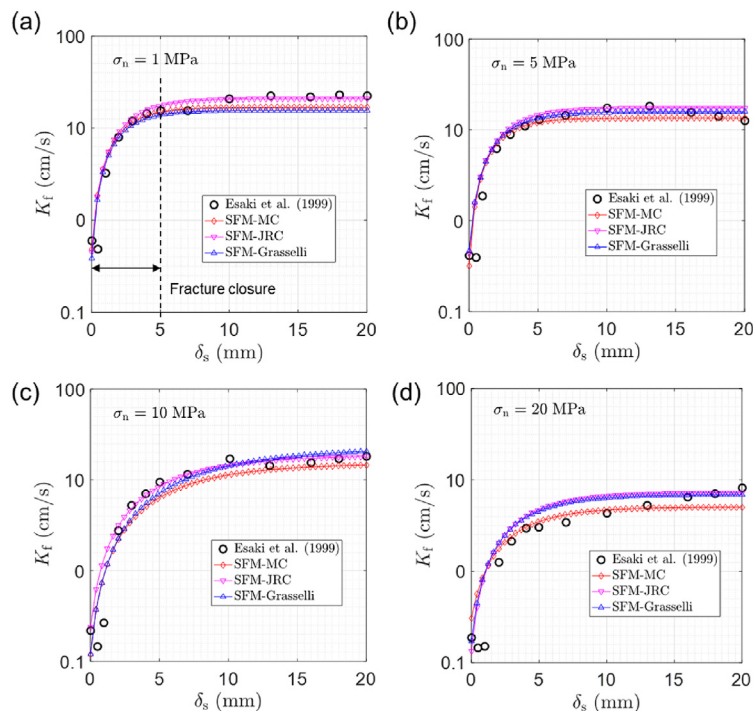 (a)
σn = 1 MPa
100
10
0
0.1
Kf (cm/s)
Esaki et al. (1999)
SFM-MC
SFM-JRC
SFM-Grasselli
Fracture closure
0 5 10 15 20
δs (mm)
(b)
σn = 5 MPa
100
10
0
0.1
Kf (cm/s)
Esaki et al. (1999)
SFM-MC
SFM-JRC
SFM-Grasselli
0 5 10 15 20
δs (mm)
(c)
σn = 10 MPa
100
10
0
0.1
Kf (cm/s)
Esaki et al. (1999)
SFM-MC
SFM-JRC
SFM-Grasselli
0 5 10 15 20
δs (mm)
(d)
σn = 20 MPa
100
10
0
0.1
Kf (cm/s)
Esaki et al. (1999)
SFM-MC
SFM-JRC
SFM-Grasselli
0 5 10 15 20
δs (mm)